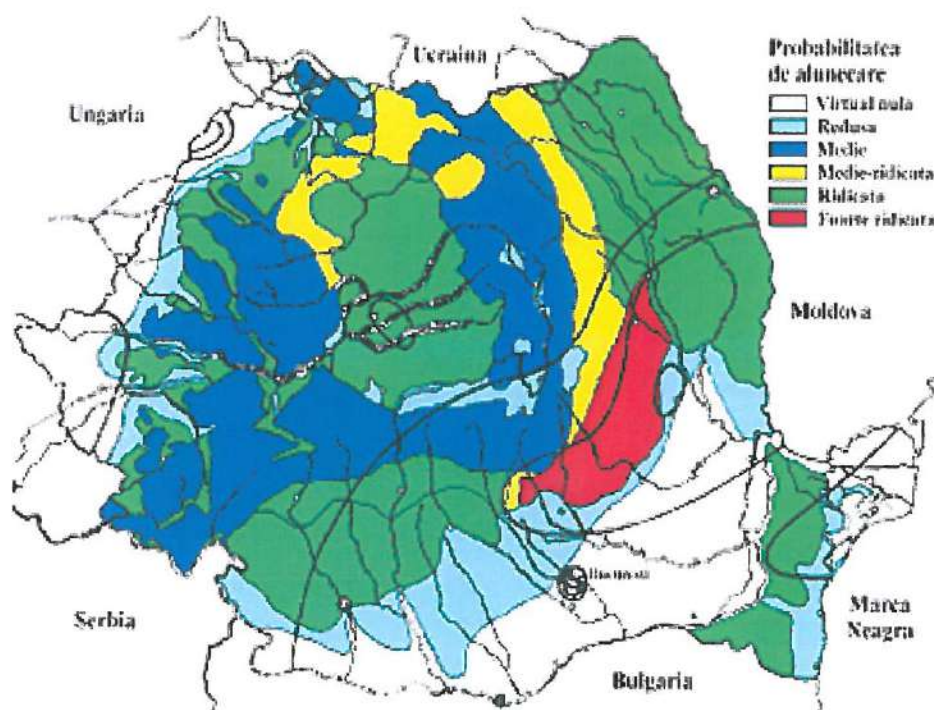 Ucraina
Ungaria
Probabilitatea
de alunecare
Virtual nula
Redusa
Medie
Medie-ridicata
Ridicata
Foarte ridicata
Moldova
Bucuresti
Serbia
Marea
Neagra
Bulgaria